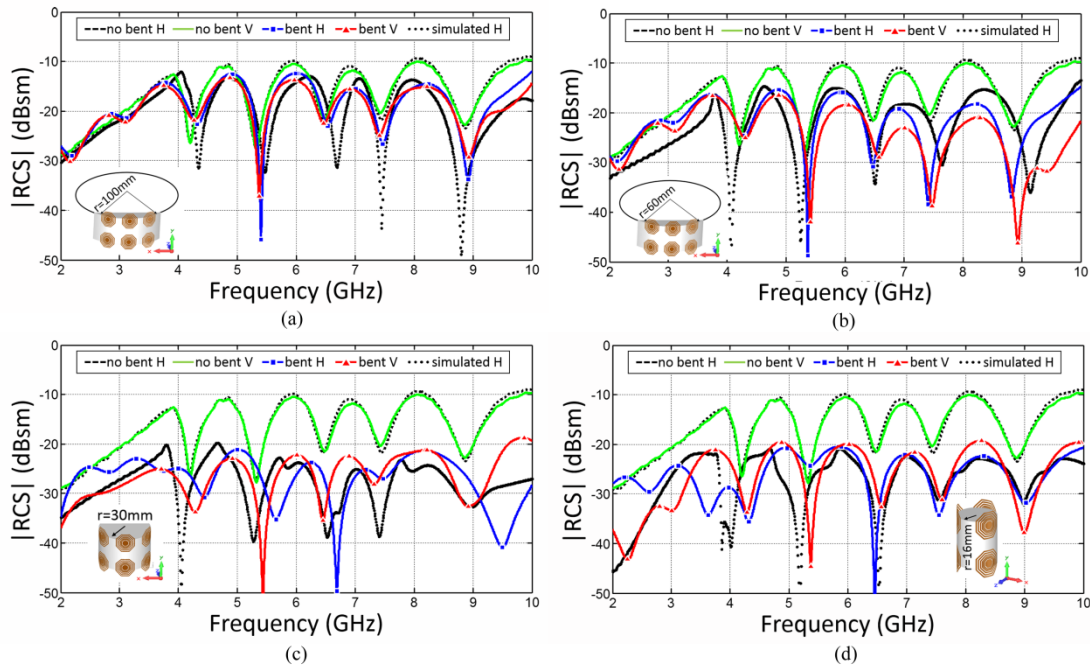 no bent H no bent V bent H bent V simulated H
0
-10
-20
-30
-40
-50
|RCS| (dBsm)
r=100mm
x
y
2 3 4 5 6 7 8 9 10
Frequency (GHz)
(a)
no bent H no bent V bent H bent V simulated H
0
-10
-20
-30
-40
-50
|RCS| (dBsm)
r=60mm
x
y
2 3 4 5 6 7 8 9 10
Frequency (GHz)
(b)
no bent H no bent V bent H bent V simulated H
0
-10
-20
-30
-40
-50
|RCS| (dBsm)
r=30mm
x
y
2 3 4 5 6 7 8 9 10
Frequency (GHz)
(c)
no bent H no bent V bent H bent V simulated H
0
-10
-20
-30
-40
-50
|RCS| (dBsm)
r=16mm
z
y
x
2 3 4 5 6 7 8 9 10
Frequency (GHz)
(d)